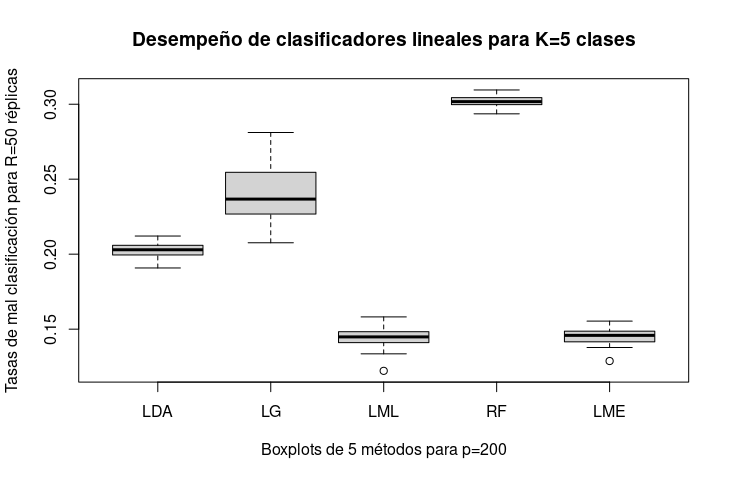 Desempeño de clasificadores lineales para K=5 clases
Tasas de mal clasificación para R=50 réplicas
0.30
0.25
0.20
0.15
LDA LG LML RF LME
Boxplots de 5 métodos para p=200